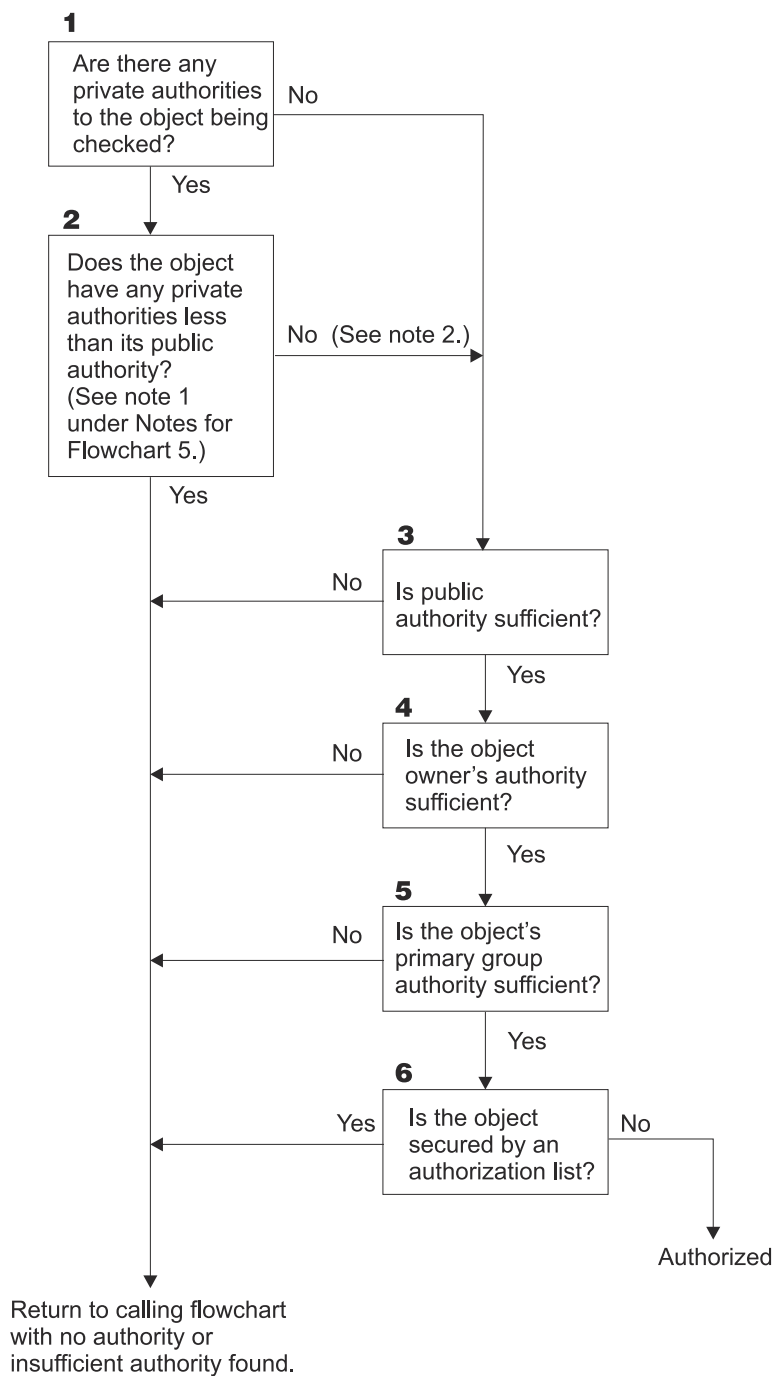 1
Are there any
private authorities
to the object being
checked?
No
Yes
2
Does the object
have any private
authorities less
than its public
authority?
(See note 1
under Notes for
Flowchart 5.)
No (See note 2.)
Yes
3
No
Is public
authority sufficient?
Yes
4
No
Is the object
owner's authority
sufficient?
Yes
5
No
Is the object's
primary group
authority sufficient?
Yes
6
Yes
Is the object
secured by an
authorization list?
No
Authorized
Return to calling flowchart
with no authority or
insufficient authority found.